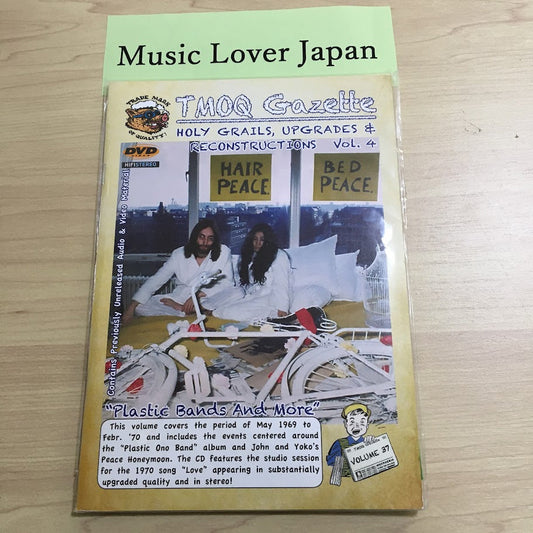 Music Lover Japan
TRADE MARK
OF QUALITY!
TMOQ Gazette
HOLY GRAILS, UPGRADES &
RECONSTRUCTIONS Vol. 4
DVD
VIDEO
HIFISTEREO
Contains Previously Unreleased Audio & Video Material
HAIR
PEACE.
BED
PEACE.
"Plastic Bands And More"
This volume covers the period of May 1969 to
Febr. '70 and includes the events centered around
the "Plastic Ono Band" album and John and Yoko's
Peace Honeymoon. The CD features the studio session
for the 1970 song "Love" appearing in substantially
upgraded quality and in stereo!
VOLUME 37